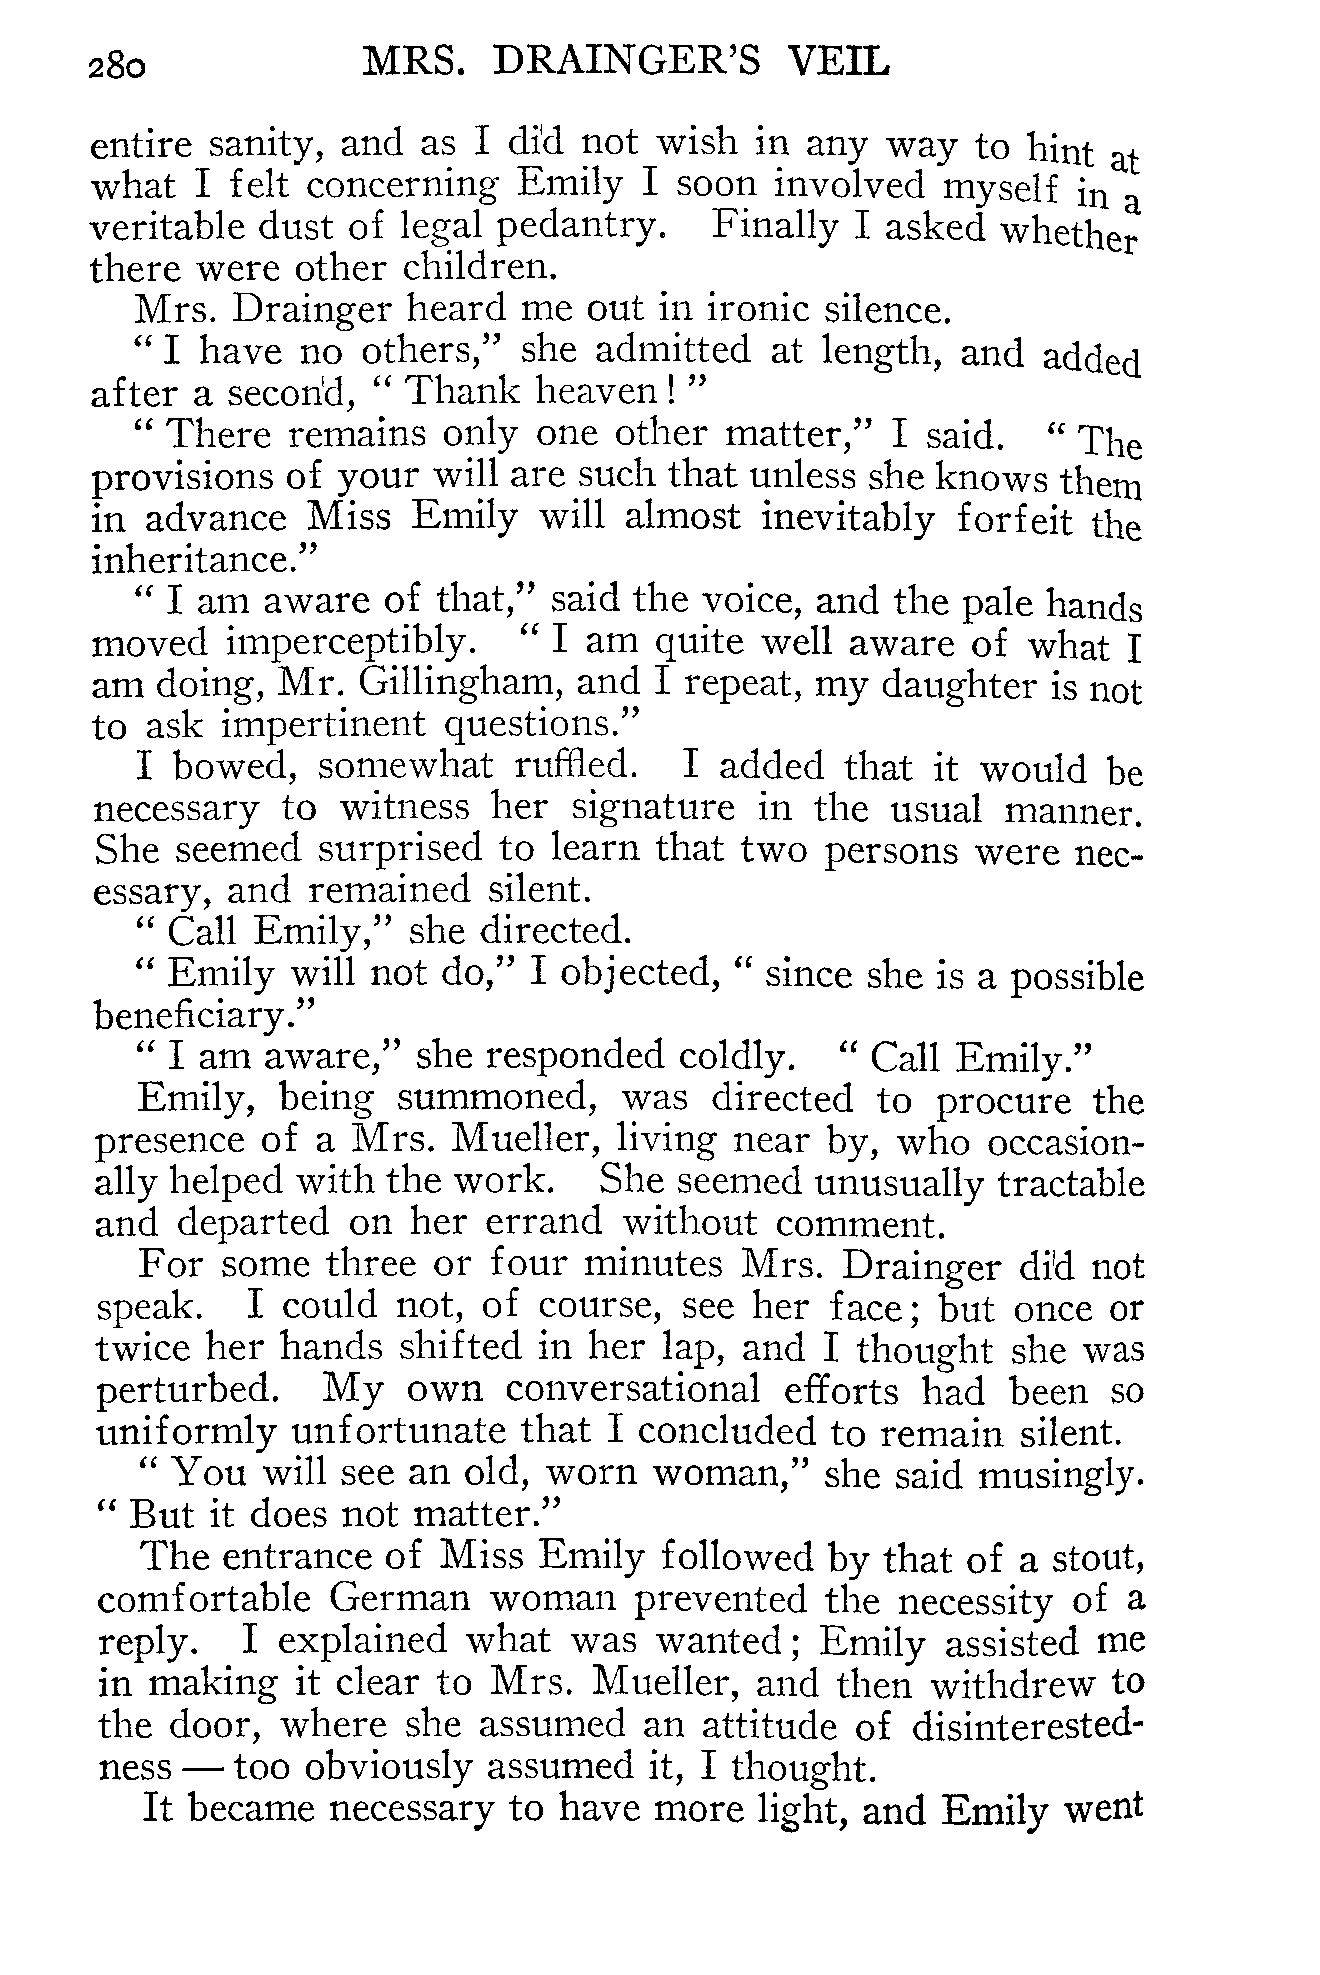 280 MRS. DRAINGER'S VEIL
entire sanity, and as I did not wish in any way to hint at
what I felt concerning Emily I soon involved myself in a
veritable dust of legal pedantry. Finally I asked whether
there were other children.
Mrs. Drainger heard me out in ironic silence.
“ I have no others,” she admitted at length, and added
after a second, “ Thank heaven ! ”
“ There remains only one other matter,” I said. “ The
provisions of your will are such that unless she knows them
in advance Miss Emily will almost inevitably forfeit the
inheritance.”
“ I am aware of that,” said the voice, and the pale hands
moved imperceptibly. “ I am quite well aware of what I
am doing, Mr. Gillingham, and I repeat, my daughter is not
to ask impertinent questions.”
I bowed, somewhat ruffled. I added that it would be
necessary to witness her signature in the usual manner.
She seemed surprised to learn that two persons were nec-
essary, and remained silent.
“ Call Emily,” she directed.
“ Emily will not do,” I objected, “ since she is a possible
beneficiary.”
“ I am aware,” she responded coldly. “ Call Emily.”
Emily, being summoned, was directed to procure the
presence of a Mrs. Mueller, living near by, who occasion-
ally helped with the work. She seemed unusually tractable
and departed on her errand without comment.
For some three or four minutes Mrs. Drainger did not
speak. I could not, of course, see her face ; but once or
twice her hands shifted in her lap, and I thought she was
perturbed. My own conversational efforts had been so
uniformly unfortunate that I concluded to remain silent.
“ You will see an old, worn woman,” she said musingly.
“ But it does not matter.”
The entrance of Miss Emily followed by that of a stout,
comfortable German woman prevented the necessity of a
reply. I explained what was wanted ; Emily assisted me
in making it clear to Mrs. Mueller, and then withdrew to
the door, where she assumed an attitude of disinterested-
ness — too obviously assumed it, I thought.
It became necessary to have more light, and Emily went